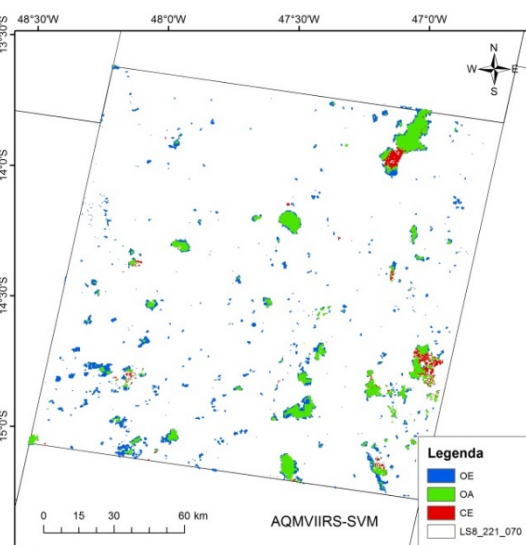 48°30'W 48°0'W 47°30'W 47°0'W
13°30'S
14°0'S
14°30'S
15°0'S
N
W E
S
Legenda
OE
OA
CE
LS8_221_070
0 15 30 60 km
AQMVIIRS-SVM